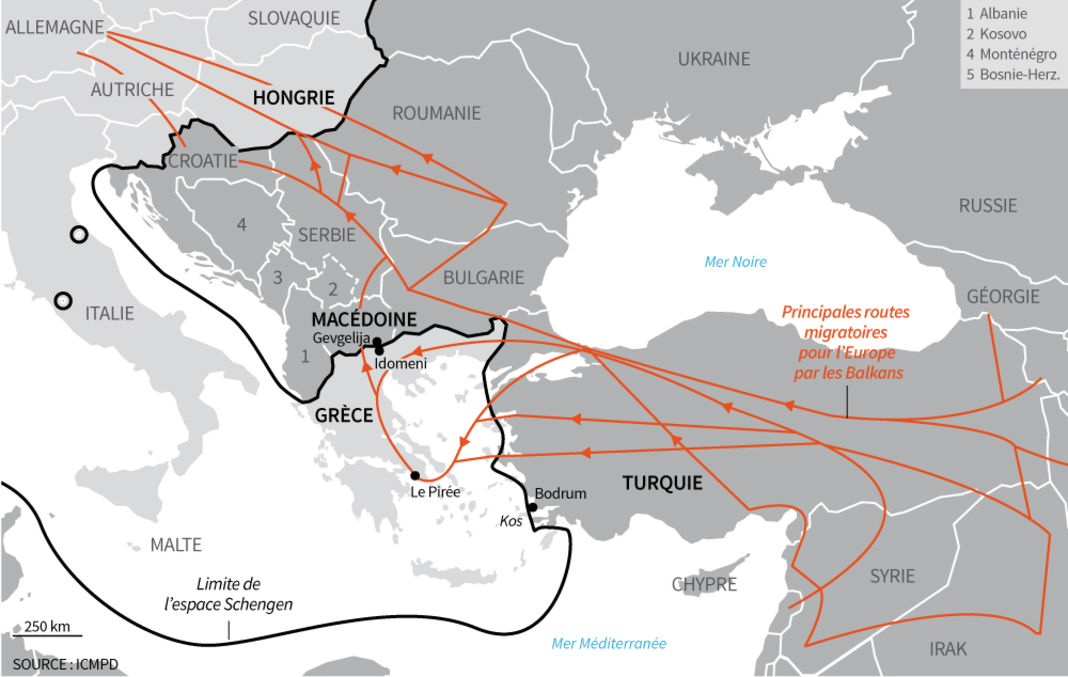 ALLEMAGNE
SLOVAQUIE
1 Albanie
2 Kosovo
4 Monténégro
5 Bosnie-Herz.
UKRAINE
AUTRICHE
HONGRIE
ROUMANIE
CROATIE
RUSSIE
4
SERBIE
Mer Noire
3
2
BULGARIE
GÉORGIE
ITALIE
MACÉDOINE
Principales routes
migratoires
pour l'Europe
par les Balkans
Gevgelija
1
Idomeni
GRÈCE
TURQUIE
Le Pirée
Bodrum
Kos
MALTE
SYRIE
CHYPRE
Limite de
l'espace Schengen
250 km
Mer Méditerranée
IRAK
SOURCE : ICMPD